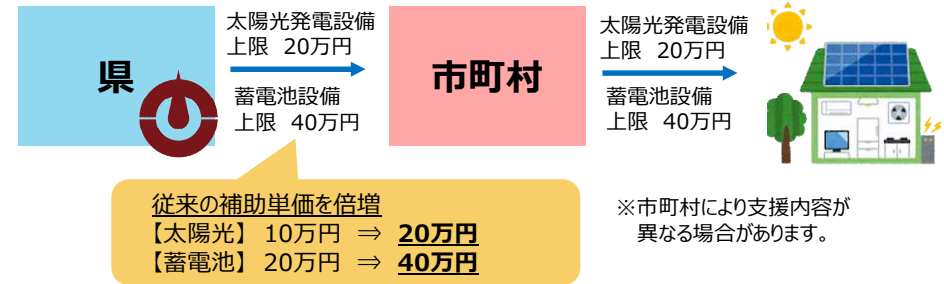 県
太陽光発電設備
上限 20万円
蓄電池設備
上限 40万円
市町村
太陽光発電設備
上限 20万円
蓄電池設備
上限 40万円
従来の補助単価を倍増
【太陽光】 10万円 ⇒ 20万円
【蓄電池】 20万円 ⇒ 40万円
※市町村により支援内容が
異なる場合があります。